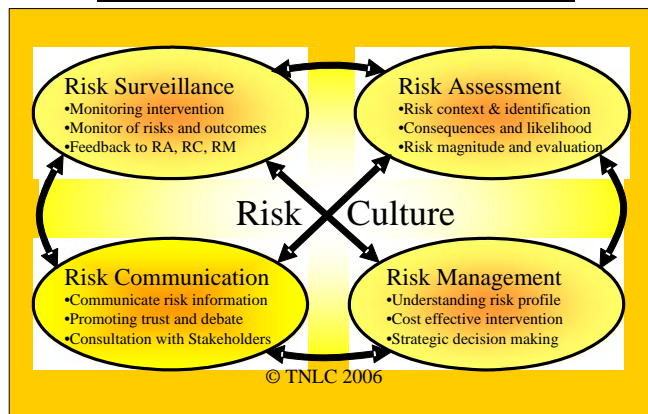 Risk Surveillance
•Monitoring intervention
•Monitor of risks and outcomes
•Feedback to RA, RC, RM
Risk Assessment
•Risk context & identification
•Consequences and likelihood
•Risk magnitude and evaluation
Risk Culture
Risk Communication
•Communicate risk information
•Promoting trust and debate
•Consultation with Stakeholders
Risk Management
•Understanding risk profile
•Cost effective intervention
•Strategic decision making
© TNLC 2006